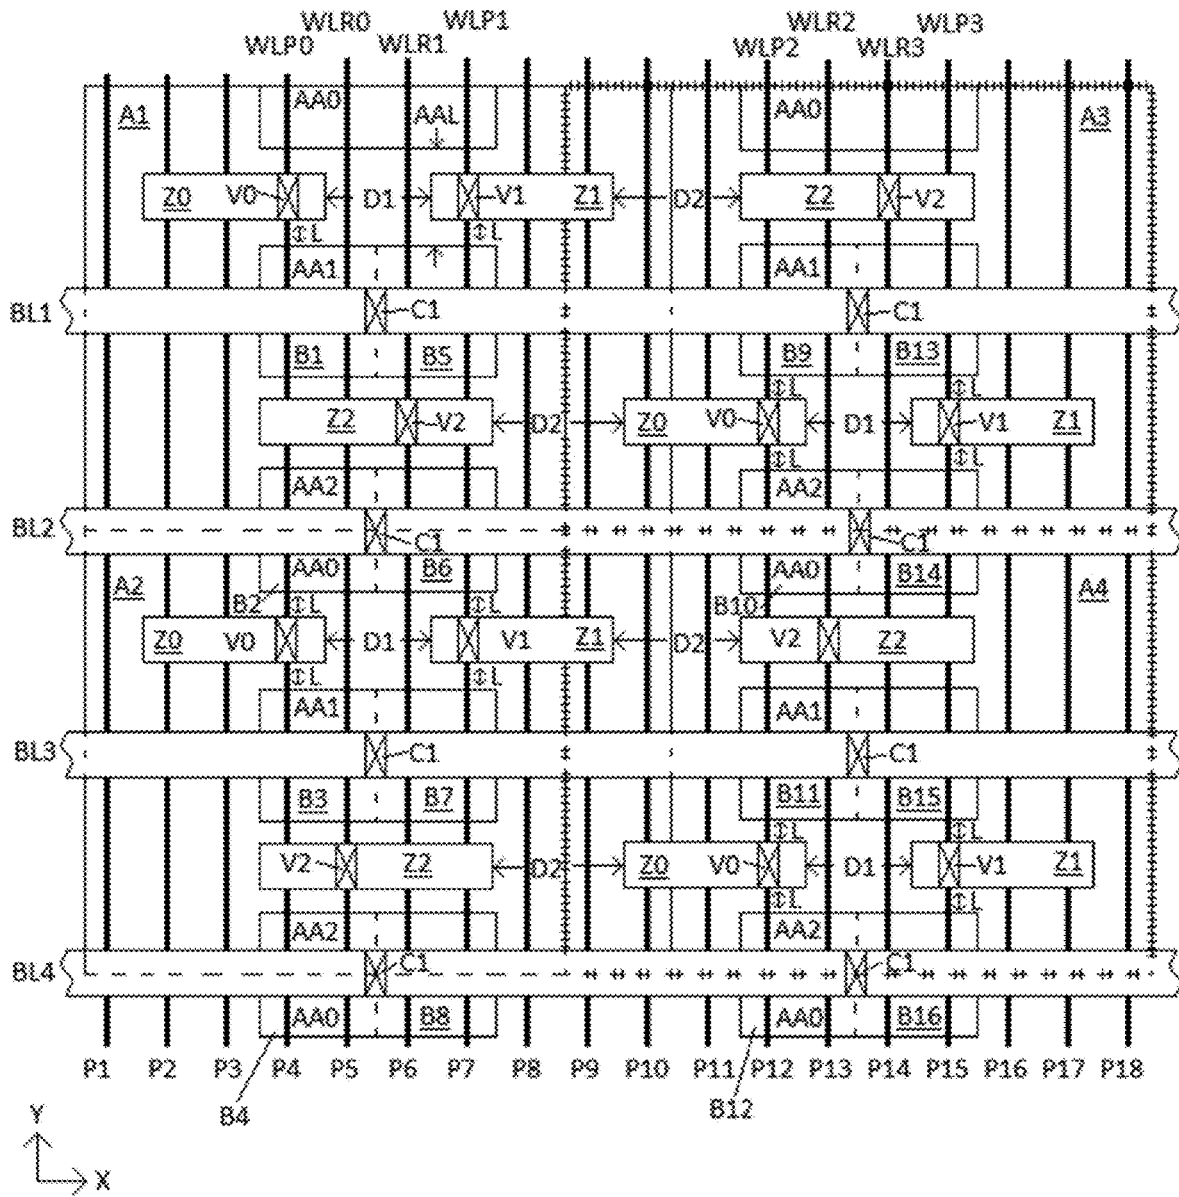 WLR0 WLP1 WLR2 WLP3
WLP0 WLR1 WLP2 WLR3
A1 AA0 AAL AA0 A3
Z0 V0 D1 V1 Z1 D2 Z2 V2
L L
AA1 AA1
BL1 C1 C1
B1 B5 B9 B13
L L
Z2 V2 D2 Z0 V0 D1 V1 Z1
L L
AA2 AA2
BL2 C1 C1
A2 AA0 B6 AA0 B14 A4
B2 L L B10
Z0 V0 D1 V1 Z1 D2 V2 Z2
L L
AA1 AA1
BL3 C1 C1
B3 B7 B11 B15
L L
V2 Z2 D2 Z0 V0 D1 V1 Z1
L L
AA2 AA2
BL4 C1 C1
AA0 B8 AA0 B16
P1 P2 P3 P4 P5 P6 P7 P8 P9 P10 P11 P12 P13 P14 P15 P16 P17 P18
B4 B12
Y
X